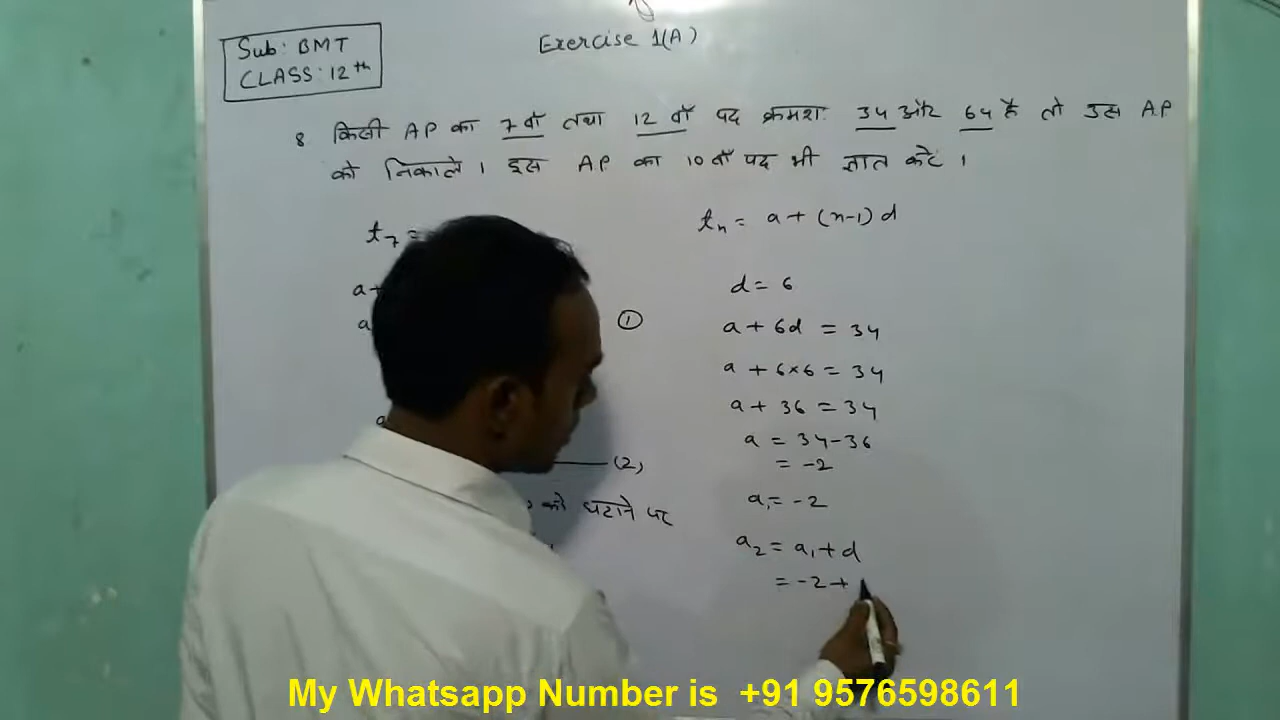 Sub: BMT
CLASS: 12th
Exercise 1(A)
8 किसी A.P का 7 वाँ तथा 12 वाँ पद क्रमशः 34 और 64 है तो उस A.P
को निकाले । इस A.P. का 10 वाँ पद भी ज्ञात करें ।
t₇ =
a+
a
①
a
(2)
को घटाने पर
tₙ = a + (n-1) d
d = 6
a + 6d = 34
a + 6×6 = 34
a + 36 = 34
a = 34-36
= -2
a₁ = -2
a₂ = a₁ + d
= -2 +
My Whatsapp Number is +91 9576598611